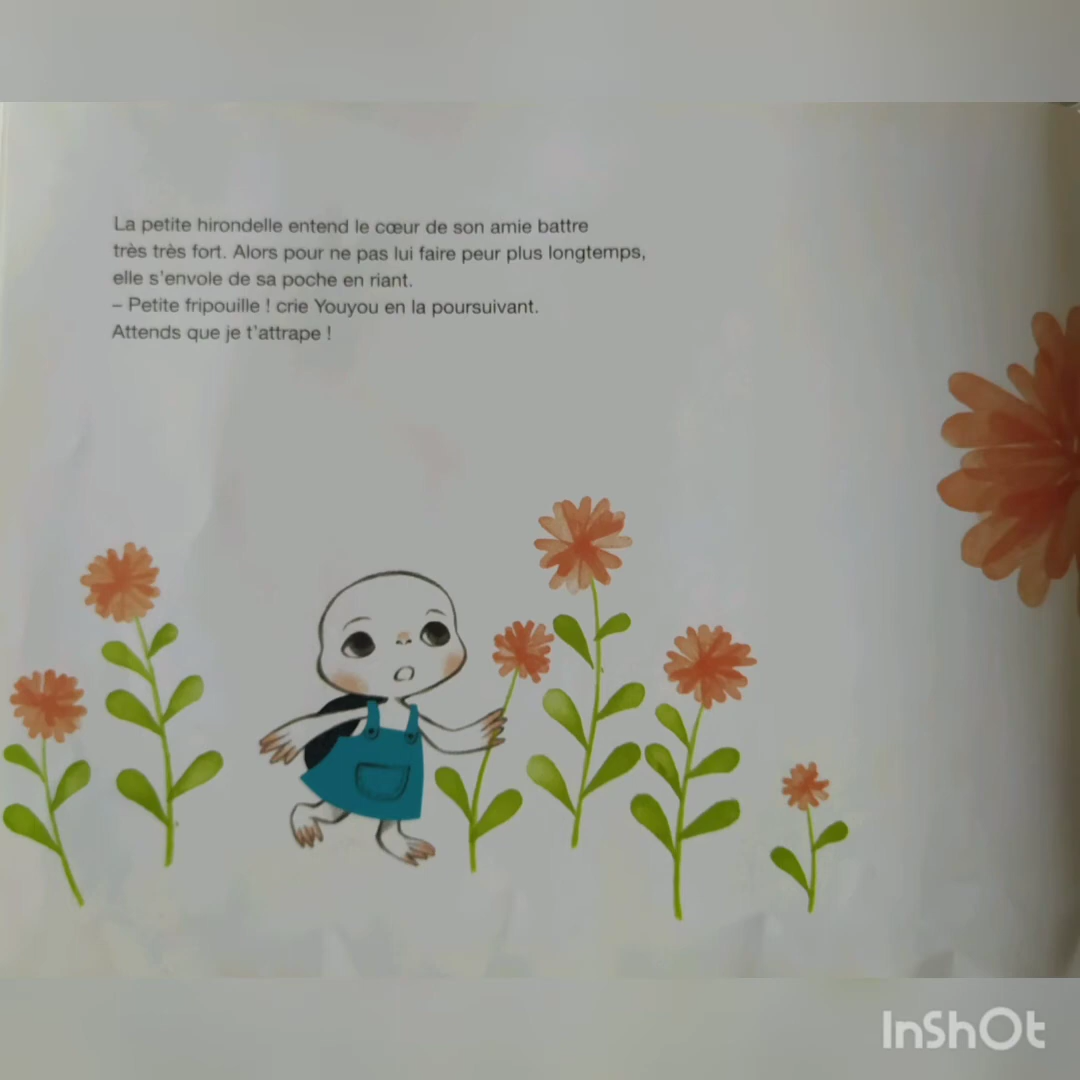 La petite hirondelle entend le cœur de son amie battre
très très fort. Alors pour ne pas lui faire peur plus longtemps,
elle s'envole de sa poche en riant.
– Petite fripouille ! crie Youyou en la poursuivant.
Attends que je t'attrape !
InShOt